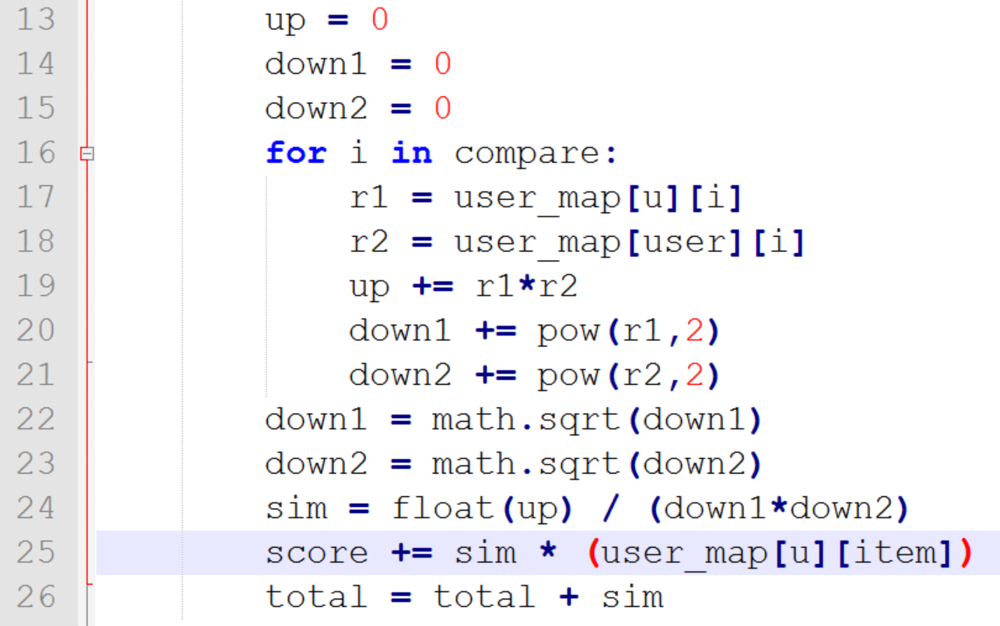 13 up = 0
14 down1 = 0
15 down2 = 0
16 for i in compare:
17 r1 = user_map[u][i]
18 r2 = user_map[user][i]
19 up += r1*r2
20 down1 += pow(r1,2)
21 down2 += pow(r2,2)
22 down1 = math.sqrt(down1)
23 down2 = math.sqrt(down2)
24 sim = float(up) / (down1*down2)
25 score += sim * (user_map[u][item])
26 total = total + sim